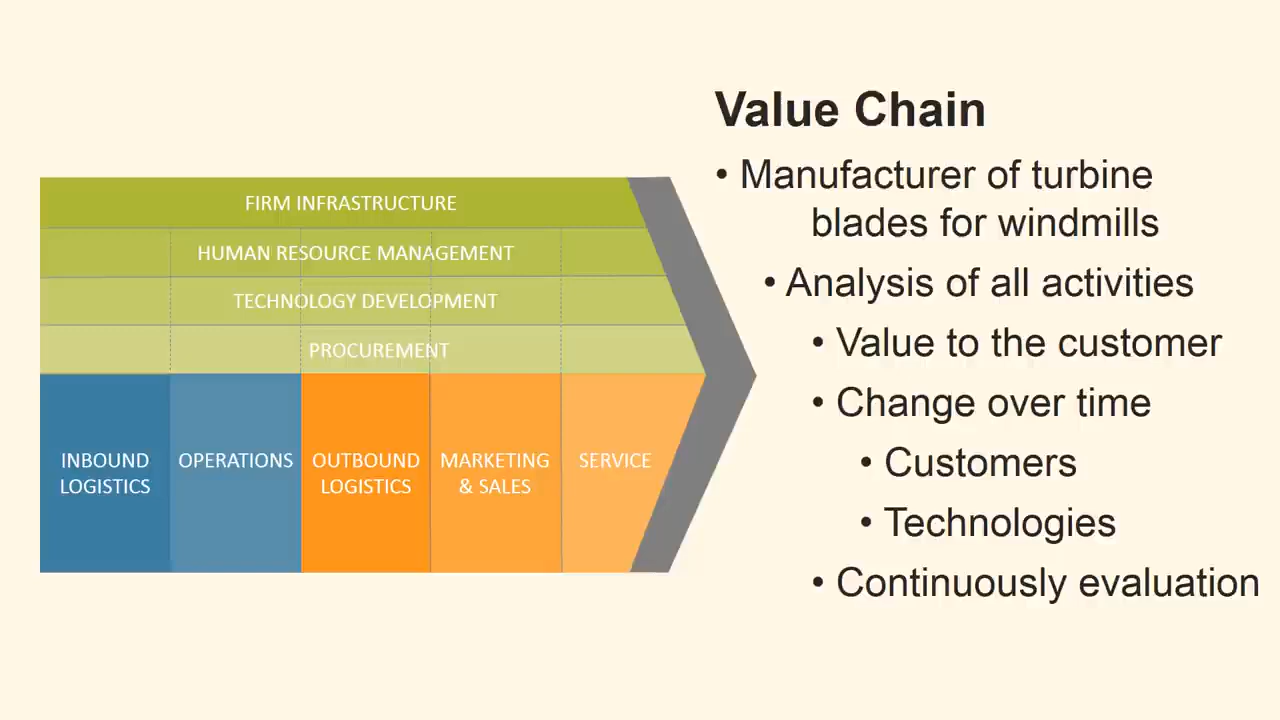 Value Chain
• Manufacturer of turbine
blades for windmills
• Analysis of all activities
• Value to the customer
• Change over time
• Customers
• Technologies
• Continuously evaluation
FIRM INFRASTRUCTURE
HUMAN RESOURCE MANAGEMENT
TECHNOLOGY DEVELOPMENT
PROCUREMENT
INBOUND
LOGISTICS
OPERATIONS
OUTBOUND
LOGISTICS
MARKETING
& SALES
SERVICE